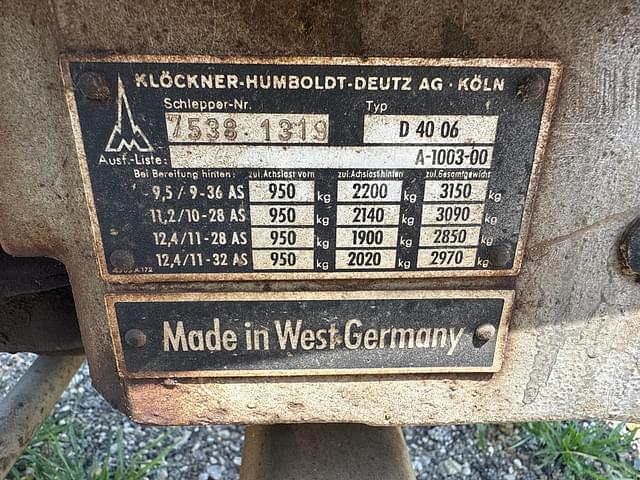 KLÖCKNER-HUMBOLDT-DEUTZ AG · KÖLN
Schlepper-Nr. Typ
7538·1319 D 40 06
Ausf.-Liste: A-1003-00
Bei Bereifung hinten: zul.Achslast vorn zul.Achslast hinten zul.Gesamtgewicht
9,5 / 9-36 AS 950 kg 2200 kg 3150 kg
11,2/10-28 AS 950 kg 2140 kg 3090 kg
12,4/11-28 AS 950 kg 1900 kg 2850 kg
12,4/11-32 AS 950 kg 2020 kg 2970 kg
Made in West Germany